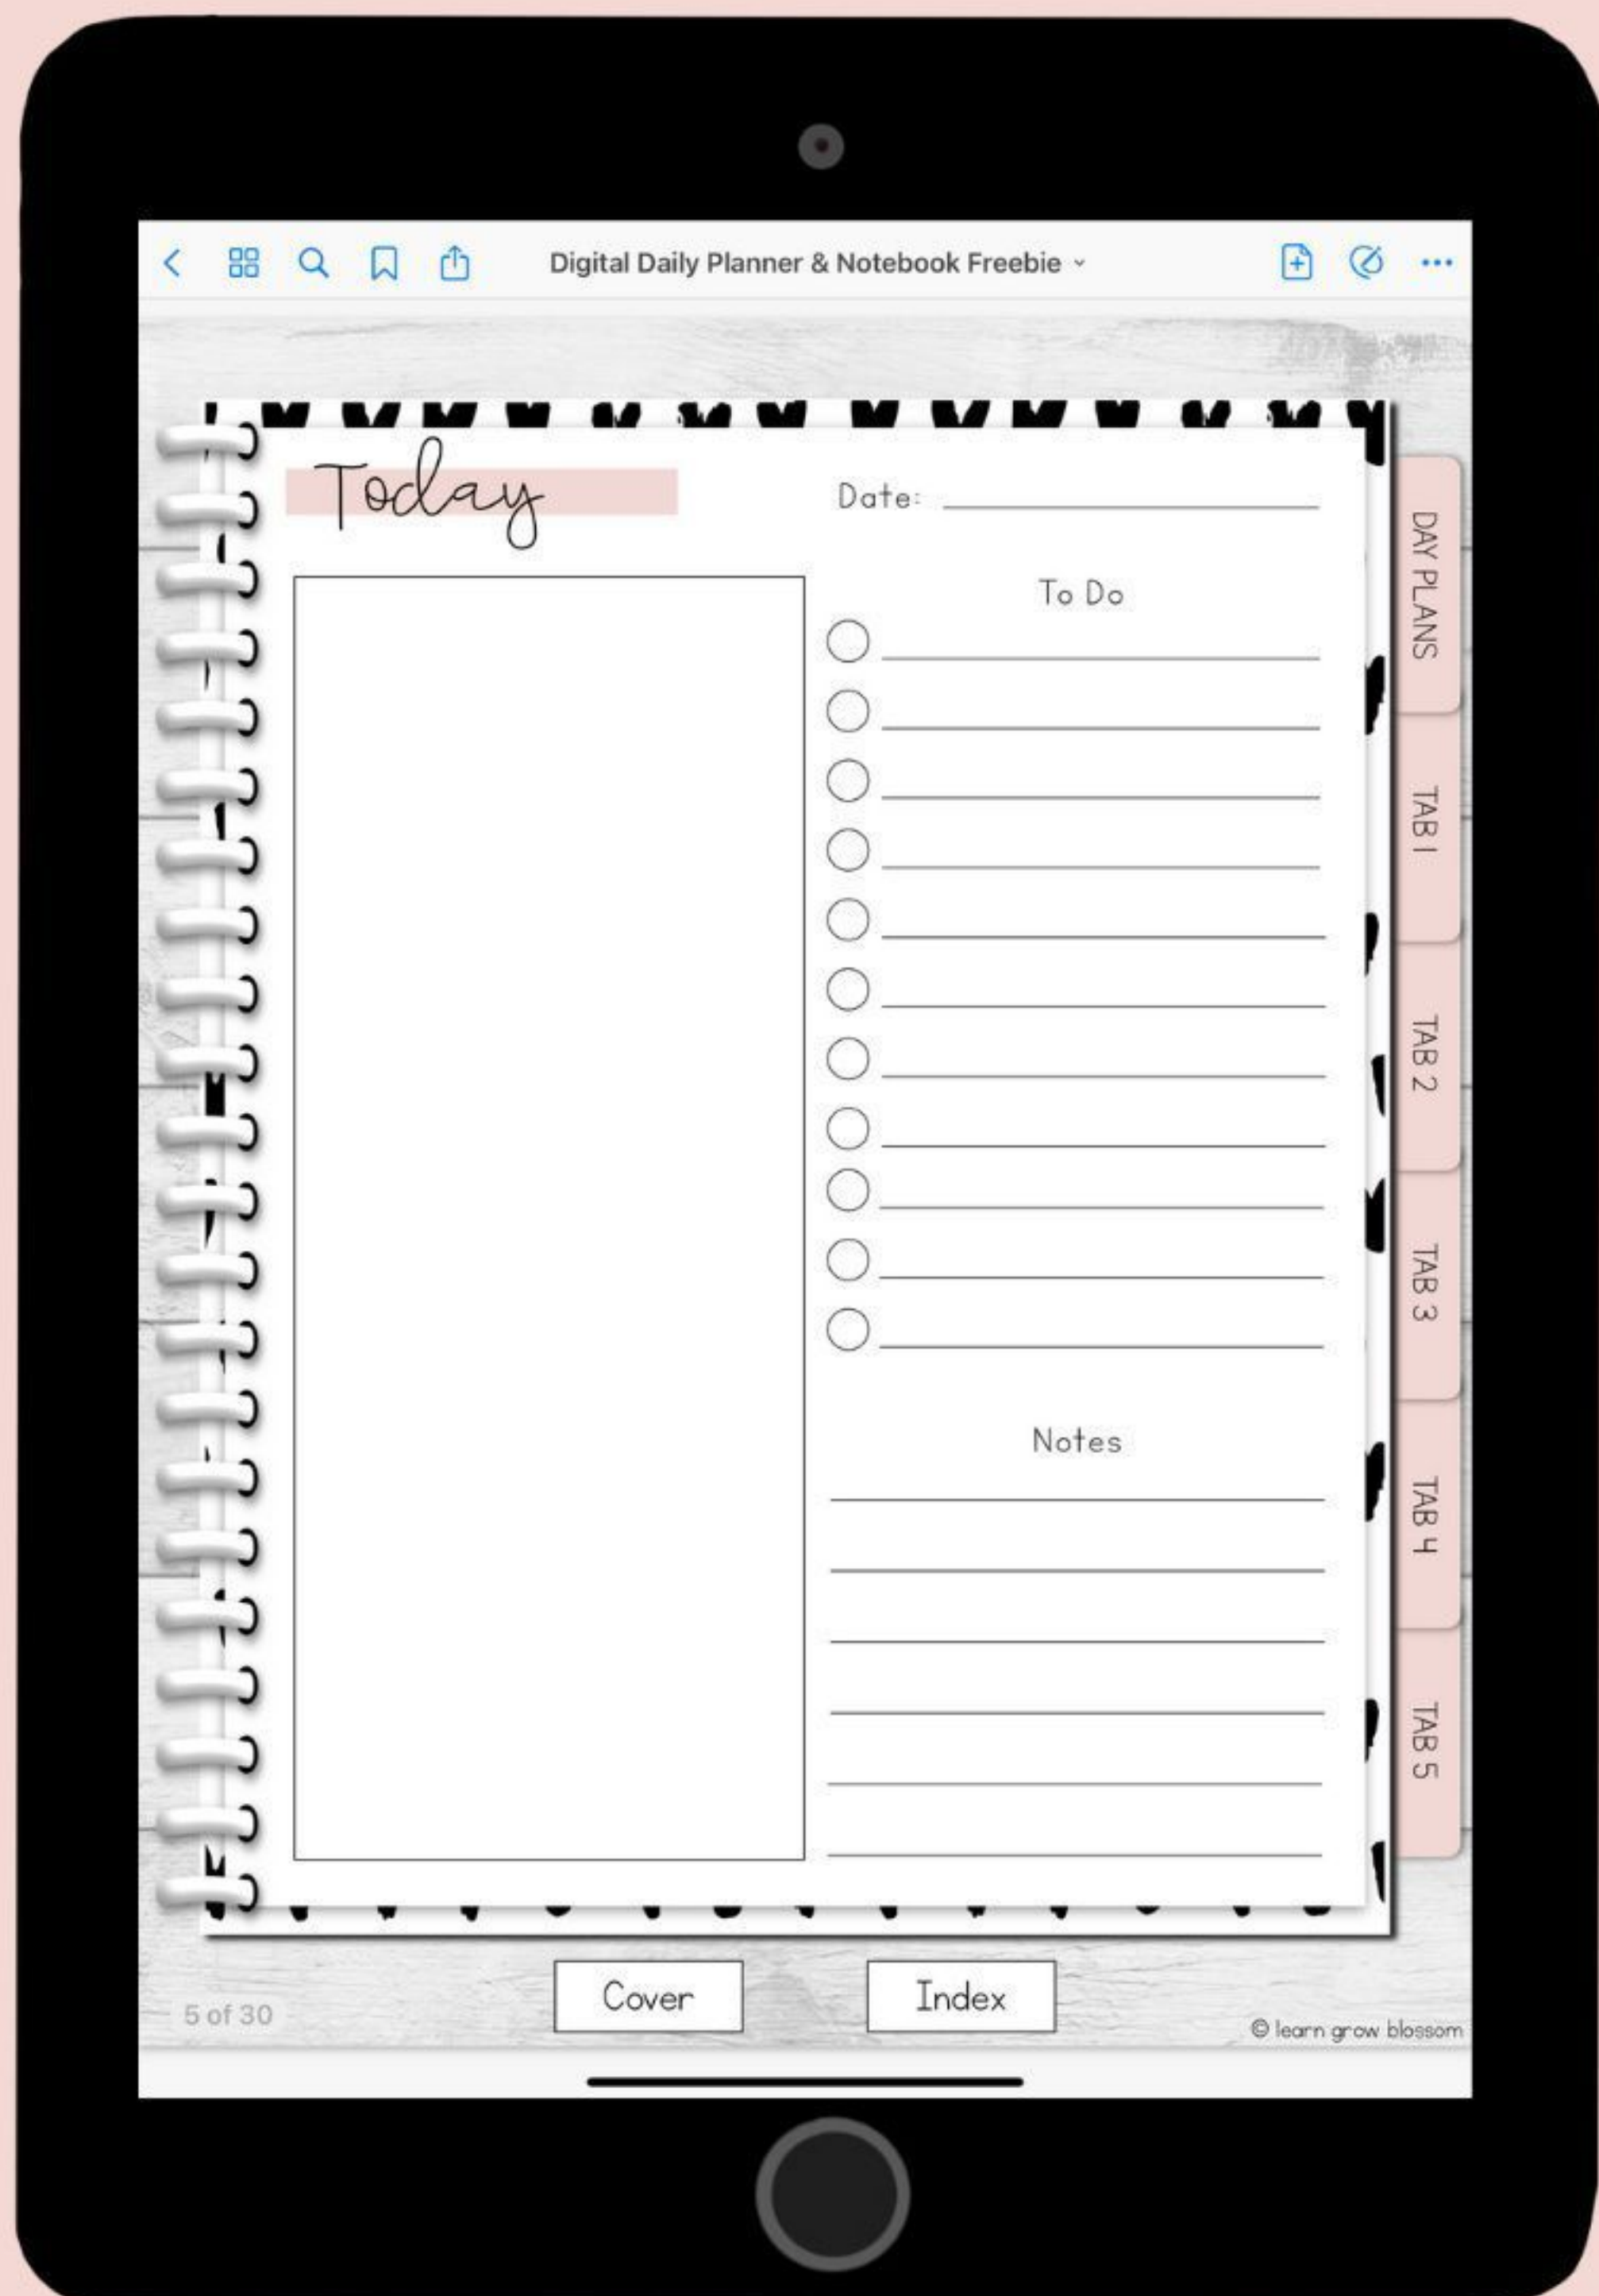 Digital Daily Planner & Notebook Freebie
Today
Date:
To Do
Notes
DAY PLANS
TAB 1
TAB 2
TAB 3
TAB 4
TAB 5
Cover
Index
5 of 30
© learn grow blossom